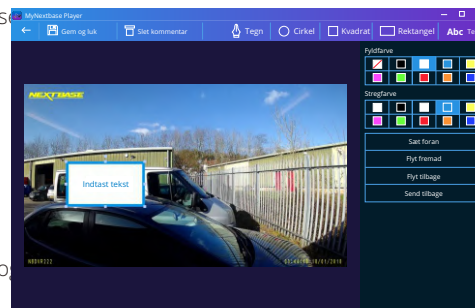 MyNextbase Player
Gem og luk
Slet kommentar
Tegn
Cirkel
Kvadrat
Rektangel
Abc Te
Fyldfarve
Stregfarve
Sæt foran
Flyt fremad
Flyt tilbage
Send tilbage
NEXTBASE
Indtast tekst